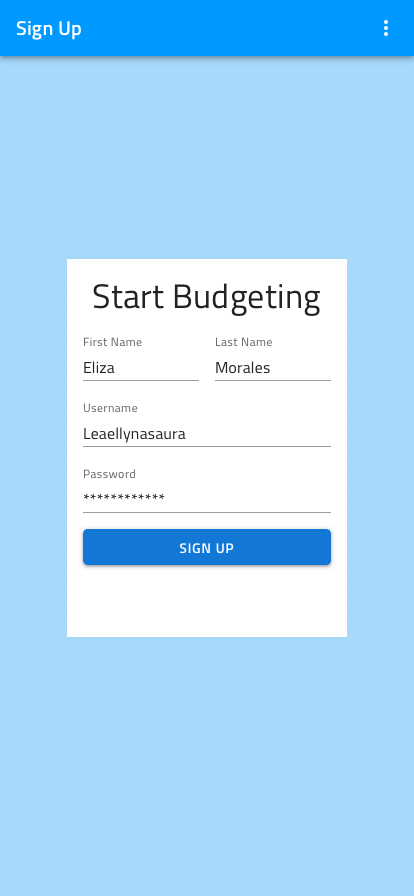 Sign Up
Start Budgeting
First Name Last Name
Eliza Morales
Username
Leaellynasaura
Password
************
SIGN UP